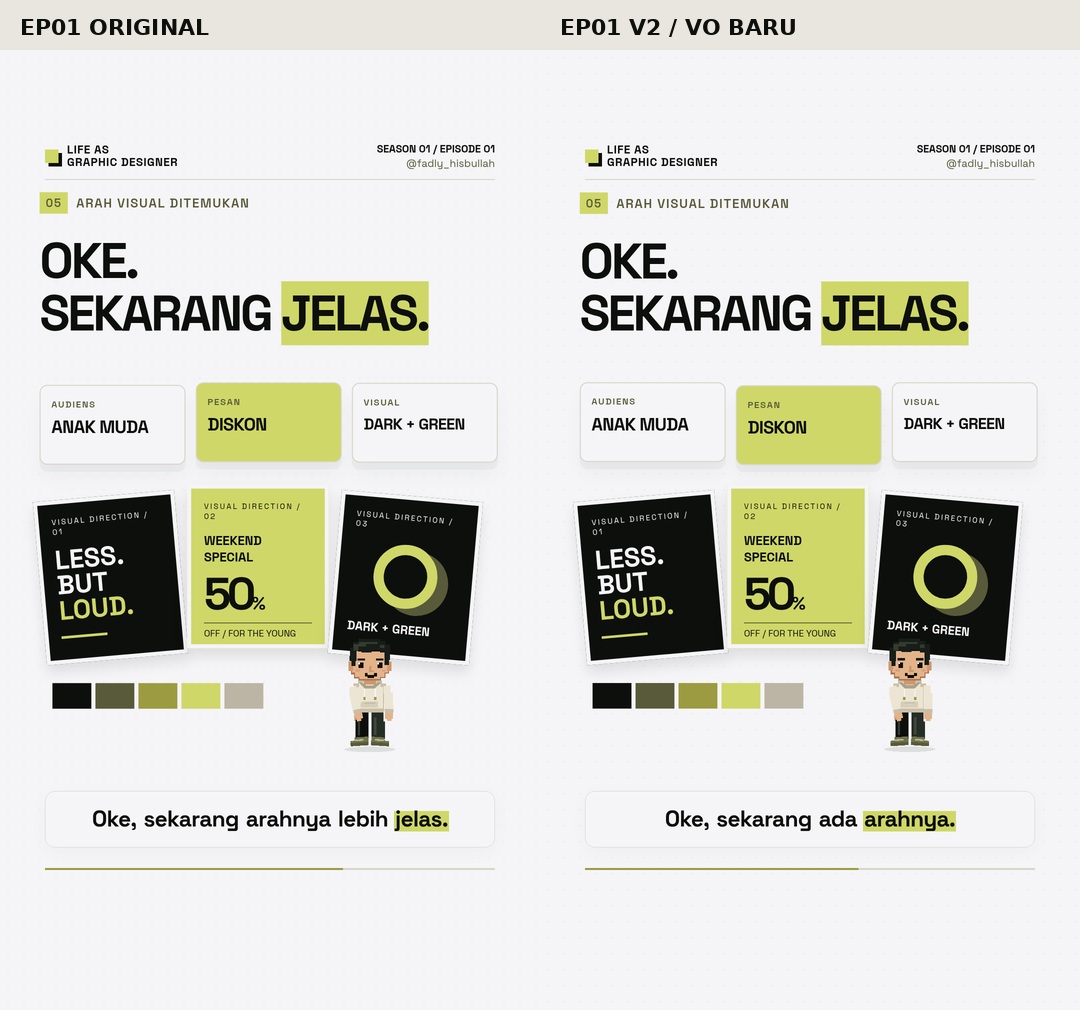 EP01 ORIGINAL
LIFE AS
GRAPHIC DESIGNER
SEASON 01 / EPISODE 01
@fadly_hisbullah
05 ARAH VISUAL DITEMUKAN
OKE.
SEKARANG JELAS.
AUDIENS
ANAK MUDA
PESAN
DISKON
VISUAL
DARK + GREEN
VISUAL DIRECTION /
01
LESS.
BUT
LOUD.
VISUAL DIRECTION /
02
WEEKEND
SPECIAL
50%
OFF / FOR THE YOUNG
VISUAL DIRECTION /
03
DARK + GREEN
Oke, sekarang arahnya lebih jelas.
EP01 V2 / VO BARU
LIFE AS
GRAPHIC DESIGNER
SEASON 01 / EPISODE 01
@fadly_hisbullah
05 ARAH VISUAL DITEMUKAN
OKE.
SEKARANG JELAS.
AUDIENS
ANAK MUDA
PESAN
DISKON
VISUAL
DARK + GREEN
VISUAL DIRECTION /
01
LESS.
BUT
LOUD.
VISUAL DIRECTION /
02
WEEKEND
SPECIAL
50%
OFF / FOR THE YOUNG
VISUAL DIRECTION /
03
DARK + GREEN
Oke, sekarang ada arahnya.